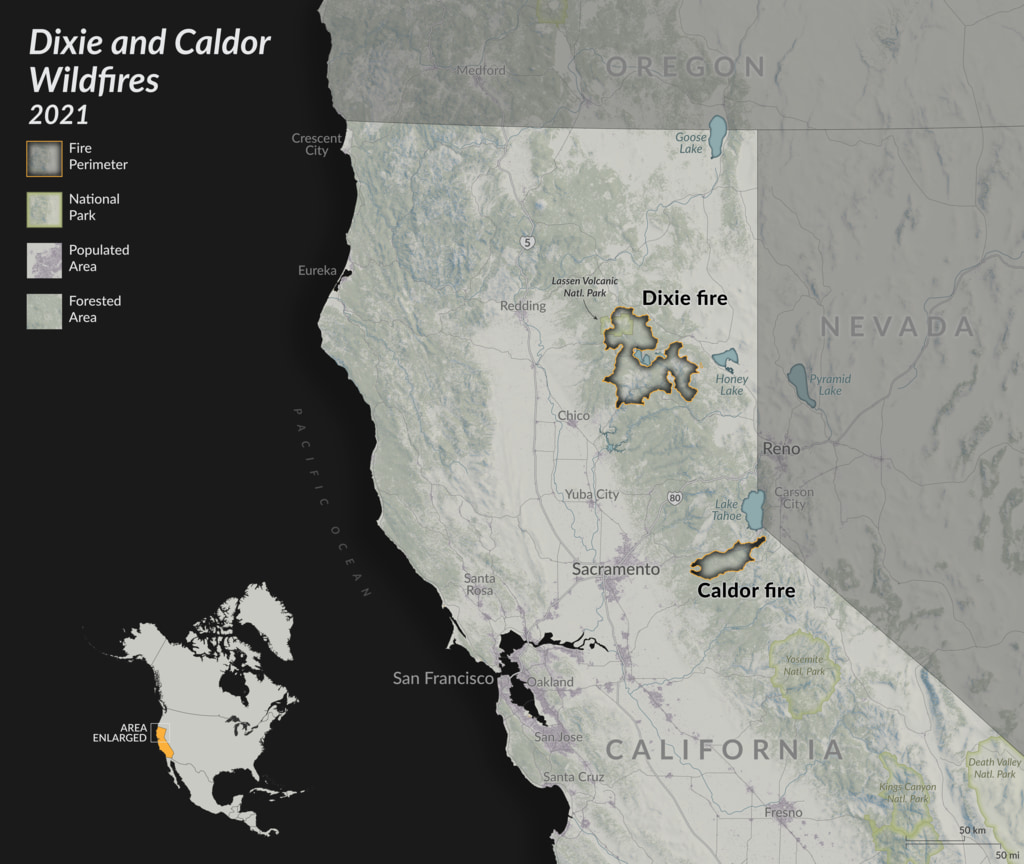 Dixie and Caldor
Wildfires
2021
Fire
Perimeter
National
Park
Populated
Area
Forested
Area
OREGON
Medford
Crescent
City
Goose
Lake
5
Eureka
Lassen Volcanic
Natl. Park
Redding
Dixie fire
NEVADA
Honey
Lake
Pyramid
Lake
Chico
PACIFIC OCEAN
Reno
Yuba City
80
Lake
Tahoe
Carson
City
Sacramento
Santa
Rosa
Caldor fire
San Francisco
Oakland
Yosemite
Natl. Park
AREA
ENLARGED
San Jose
CALIFORNIA
Santa Cruz
Death Valley
Natl. Park
Kings Canyon
Natl. Park
Fresno
50 km
50 mi